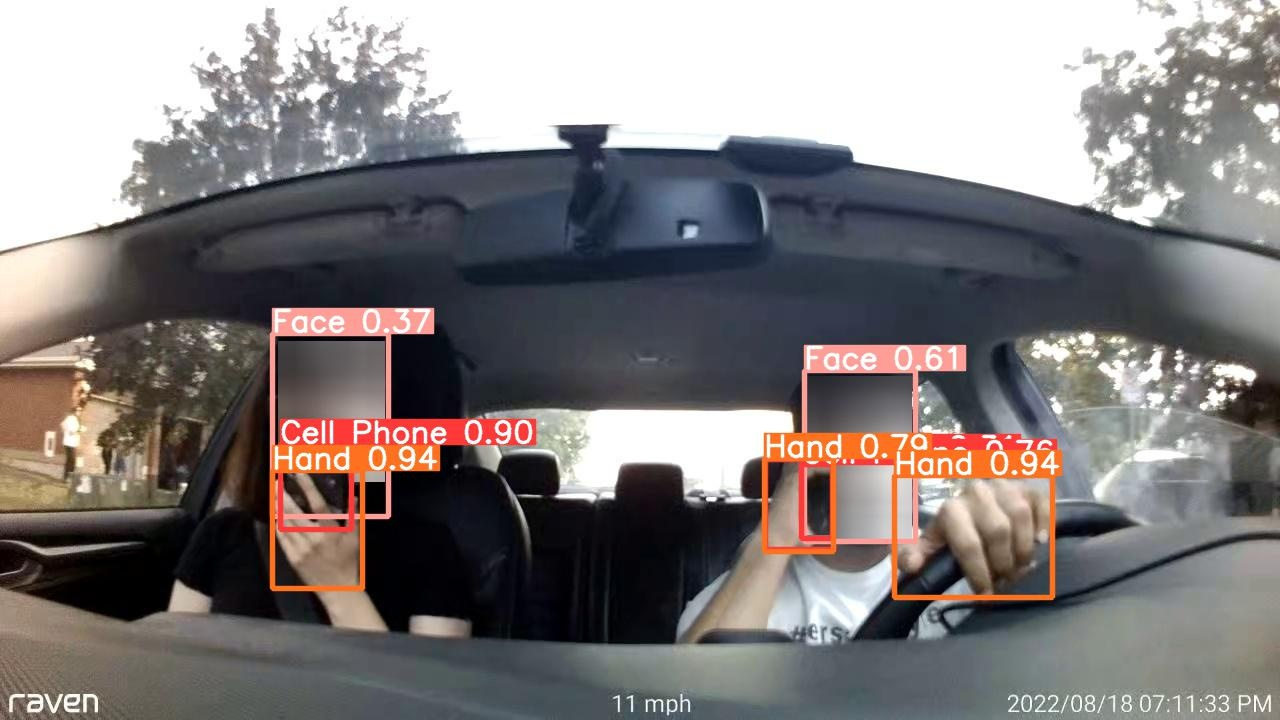 Face 0.37
Face 0.61
Cell Phone 0.90
Hand 0.79
Hand 0.94
Hand 0.94
#ers
raven
11 mph
2022/08/18 07:11:33 PM